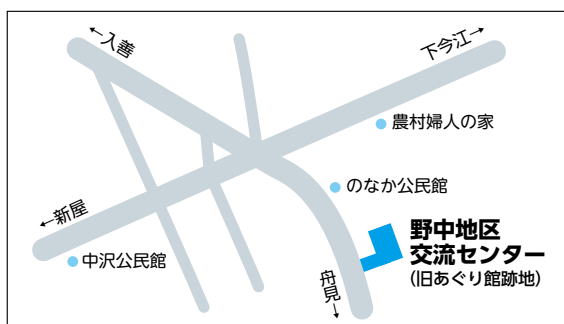 ←入善
下今江→
農村婦人の家
のなか公民館
←新屋
野中地区
交流センター
(旧あぐり館跡地)
中沢公民館
舟見→